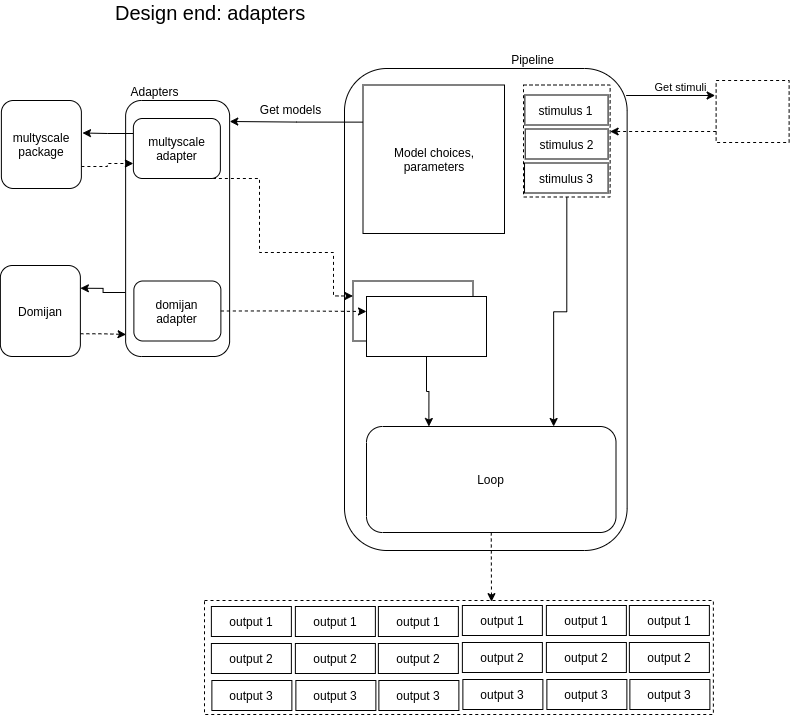 Design end: adapters
Pipeline
Adapters
Get models
Get stimuli
multyscale
package
multyscale
adapter
Model choices,
parameters
stimulus 1
stimulus 2
stimulus 3
Domijan
domijan
adapter
Loop
output 1 output 1 output 1 output 1 output 1 output 1
output 2 output 2 output 2 output 2 output 2 output 2
output 3 output 3 output 3 output 3 output 3 output 3